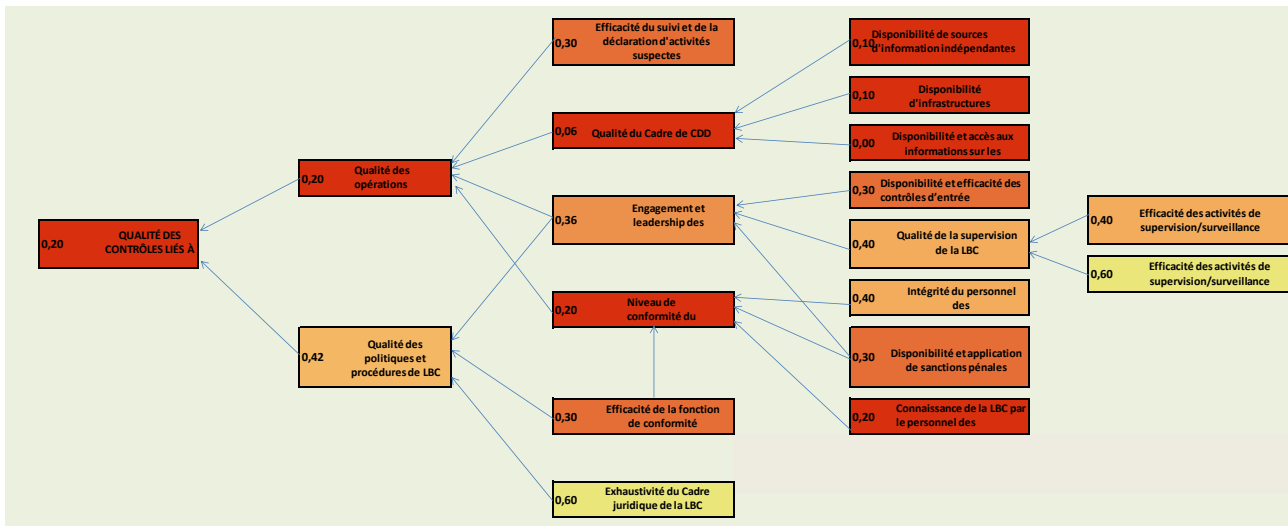 0,20
QUALITÉ DES
CONTRÔLES LIÉS À
0,20
Qualité des
opérations
0,42
Qualité des
politiques et
procédures de LBC
0,30
Efficacité du suivi et de la
déclaration d'activités
suspectes
0,06
Qualité du Cadre de CDD
0,36
Engagement et
leadership des
0,20
Niveau de
conformité du
0,30
Efficacité de la fonction
de conformité
0,60
Exhaustivité du Cadre
juridique de la LBC
0,10
Disponibilité de sources
d'information indépendantes
0,10
Disponibilité
d'infrastructures
0,00
Disponibilité et accès aux
informations sur les
0,30
Disponibilité et efficacité des
contrôles d’entrée
0,40
Qualité de la supervision
de la LBC
0,40
Intégrité du personnel
des
0,30
Disponibilité et application
de sanctions pénales
0,20
Connaissance de la LBC par
le personnel des
0,40
Efficacité des activités de
supervision/surveillance
0,60
Efficacité des activités de
supervision/surveillance